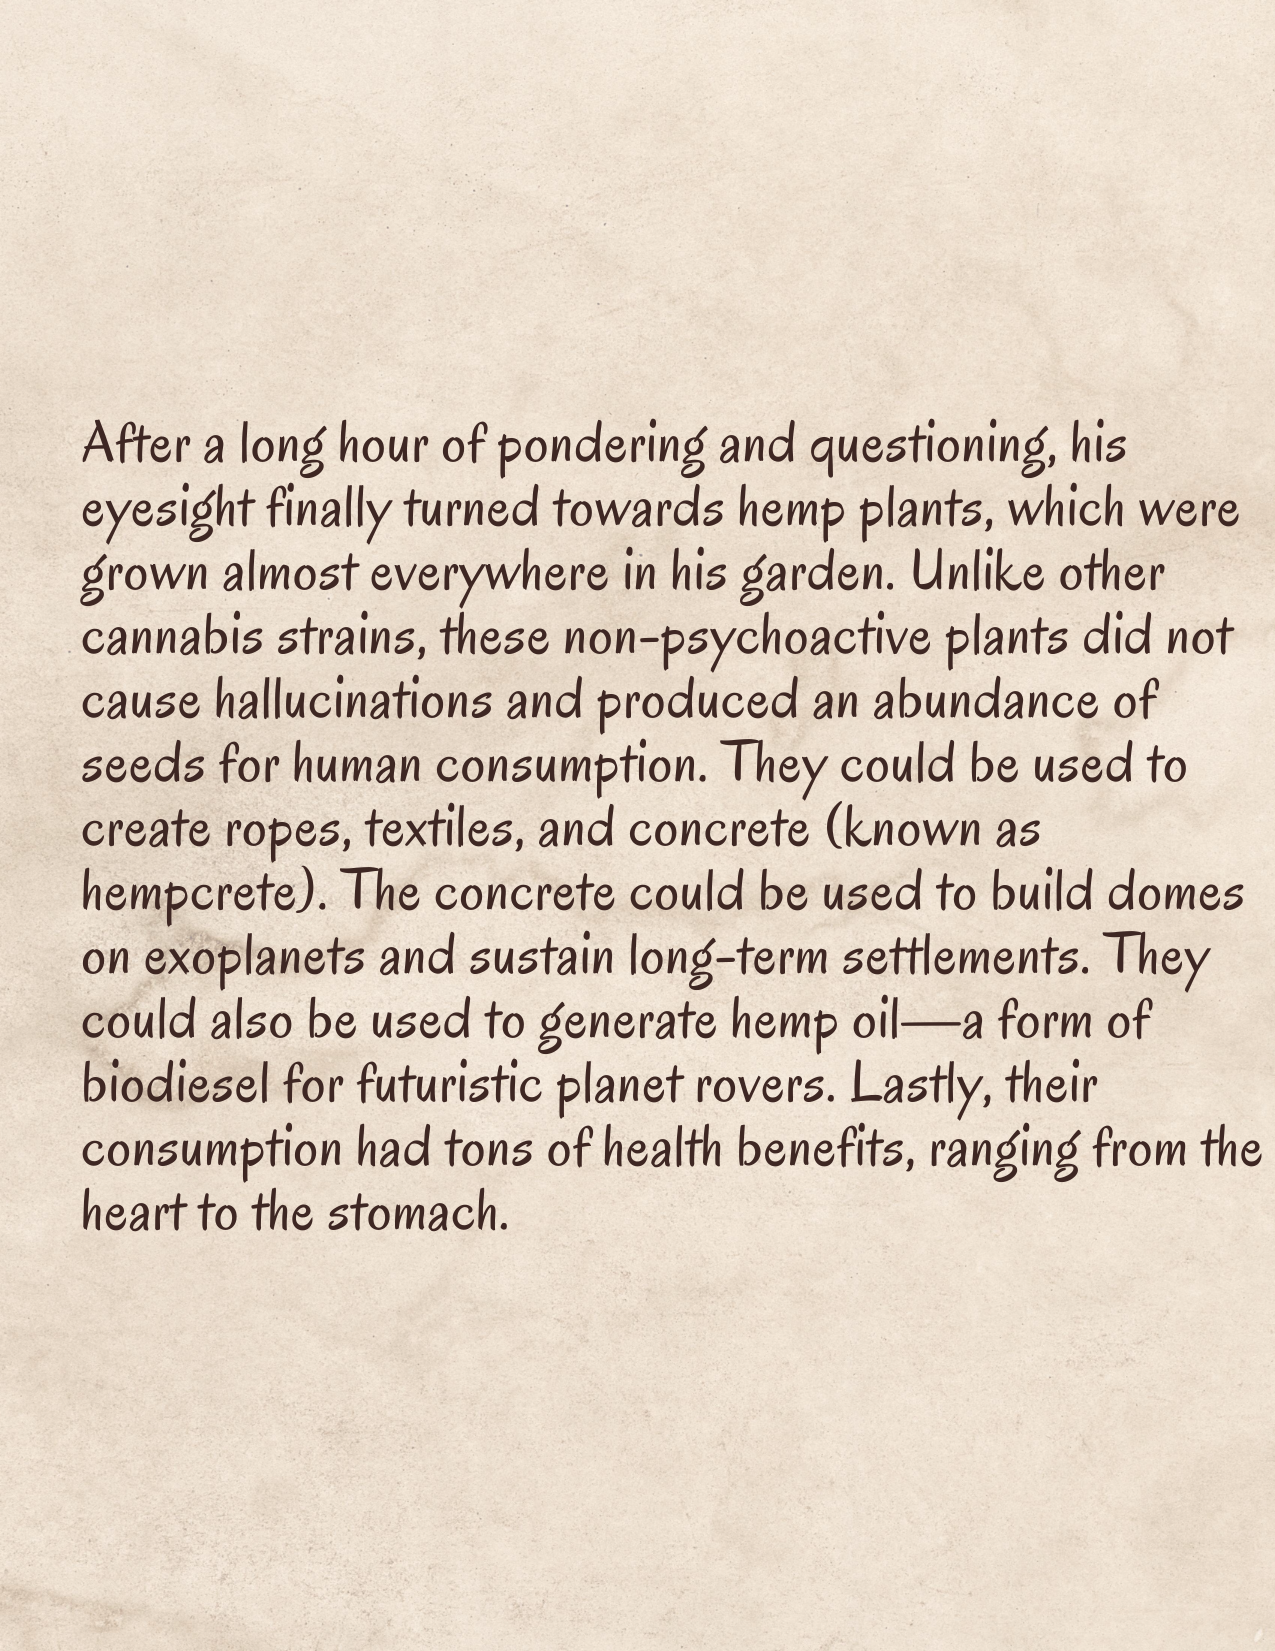 After a long hour of pondering and questioning, his
eyesight finally turned towards hemp plants, which were
grown almost everywhere in his garden. Unlike other
cannabis strains, these non-psychoactive plants did not
cause hallucinations and produced an abundance of
seeds for human consumption. They could be used to
create ropes, textiles, and concrete (known as
hempcrete). The concrete could be used to build domes
on exoplanets and sustain long-term settlements. They
could also be used to generate hemp oil—a form of
biodiesel for futuristic planet rovers. Lastly, their
consumption had tons of health benefits, ranging from the
heart to the stomach.